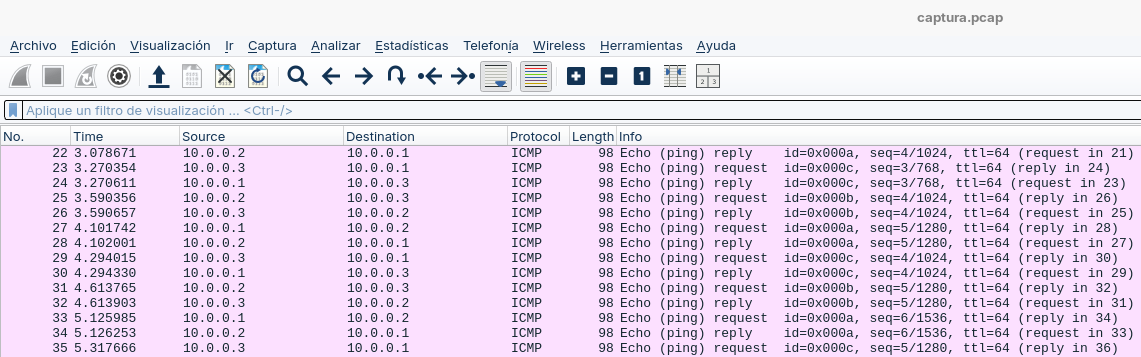 captura.pcap
Archivo Edición Visualización Ir Captura Analizar Estadísticas Telefonía Wireless Herramientas Ayuda
1 1 2 3
Aplique un filtro de visualización ... <Ctrl-/>
No. Time Source Destination Protocol Length Info
22 3.078671 10.0.0.2 10.0.0.1 ICMP 98 Echo (ping) reply id=0x000a, seq=4/1024, ttl=64 (request in 21)
23 3.270354 10.0.0.3 10.0.0.1 ICMP 98 Echo (ping) request id=0x000c, seq=3/768, ttl=64 (reply in 24)
24 3.270611 10.0.0.1 10.0.0.3 ICMP 98 Echo (ping) reply id=0x000c, seq=3/768, ttl=64 (request in 23)
25 3.590356 10.0.0.2 10.0.0.3 ICMP 98 Echo (ping) request id=0x000b, seq=4/1024, ttl=64 (reply in 26)
26 3.590657 10.0.0.3 10.0.0.2 ICMP 98 Echo (ping) reply id=0x000b, seq=4/1024, ttl=64 (request in 25)
27 4.101742 10.0.0.1 10.0.0.2 ICMP 98 Echo (ping) request id=0x000a, seq=5/1280, ttl=64 (reply in 28)
28 4.102001 10.0.0.2 10.0.0.1 ICMP 98 Echo (ping) reply id=0x000a, seq=5/1280, ttl=64 (request in 27)
29 4.294015 10.0.0.3 10.0.0.1 ICMP 98 Echo (ping) request id=0x000c, seq=4/1024, ttl=64 (reply in 30)
30 4.294330 10.0.0.1 10.0.0.3 ICMP 98 Echo (ping) reply id=0x000c, seq=4/1024, ttl=64 (request in 29)
31 4.613765 10.0.0.2 10.0.0.3 ICMP 98 Echo (ping) request id=0x000b, seq=5/1280, ttl=64 (reply in 32)
32 4.613903 10.0.0.3 10.0.0.2 ICMP 98 Echo (ping) reply id=0x000b, seq=5/1280, ttl=64 (request in 31)
33 5.125985 10.0.0.1 10.0.0.2 ICMP 98 Echo (ping) request id=0x000a, seq=6/1536, ttl=64 (reply in 34)
34 5.126253 10.0.0.2 10.0.0.1 ICMP 98 Echo (ping) reply id=0x000a, seq=6/1536, ttl=64 (request in 33)
35 5.317666 10.0.0.3 10.0.0.1 ICMP 98 Echo (ping) request id=0x000c, seq=5/1280, ttl=64 (reply in 36)